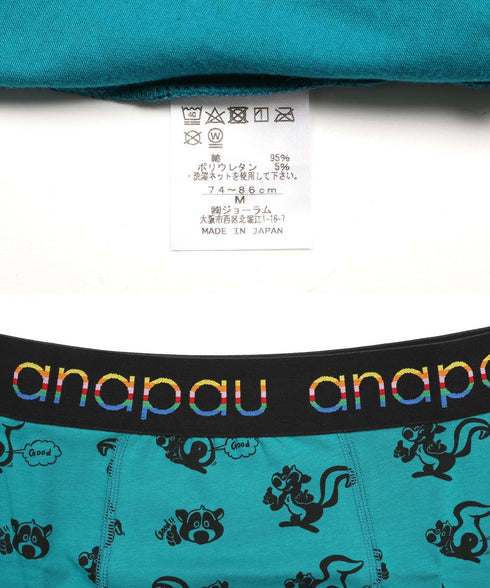 40
W
綿 95%
ポリウレタン 5%
・洗濯ネットを使用して下さい。
74～86cm
M
㈱ジョーラム
大阪市西区北堀江1-16-7
MADE IN JAPAN
anapau anapau
Good
Good
Good!